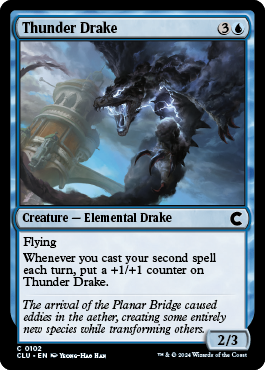 Thunder Drake 3
Creature — Elemental Drake C
Flying
Whenever you cast your second spell
each turn, put a +1/+1 counter on
Thunder Drake.
The arrival of the Planar Bridge caused
eddies in the aether, creating some entirely
new species while transforming others.
2/3
C 0102
CLU • EN Yeong-Hao Han ™ & © 2024 Wizards of the Coast